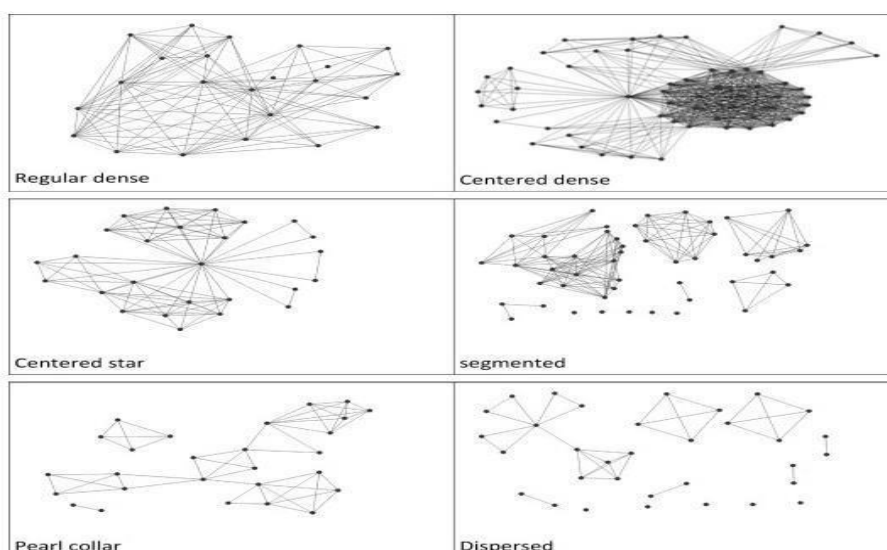 Regular dense
Centered dense
Centered star
segmented
Pearl collar
Dispersed